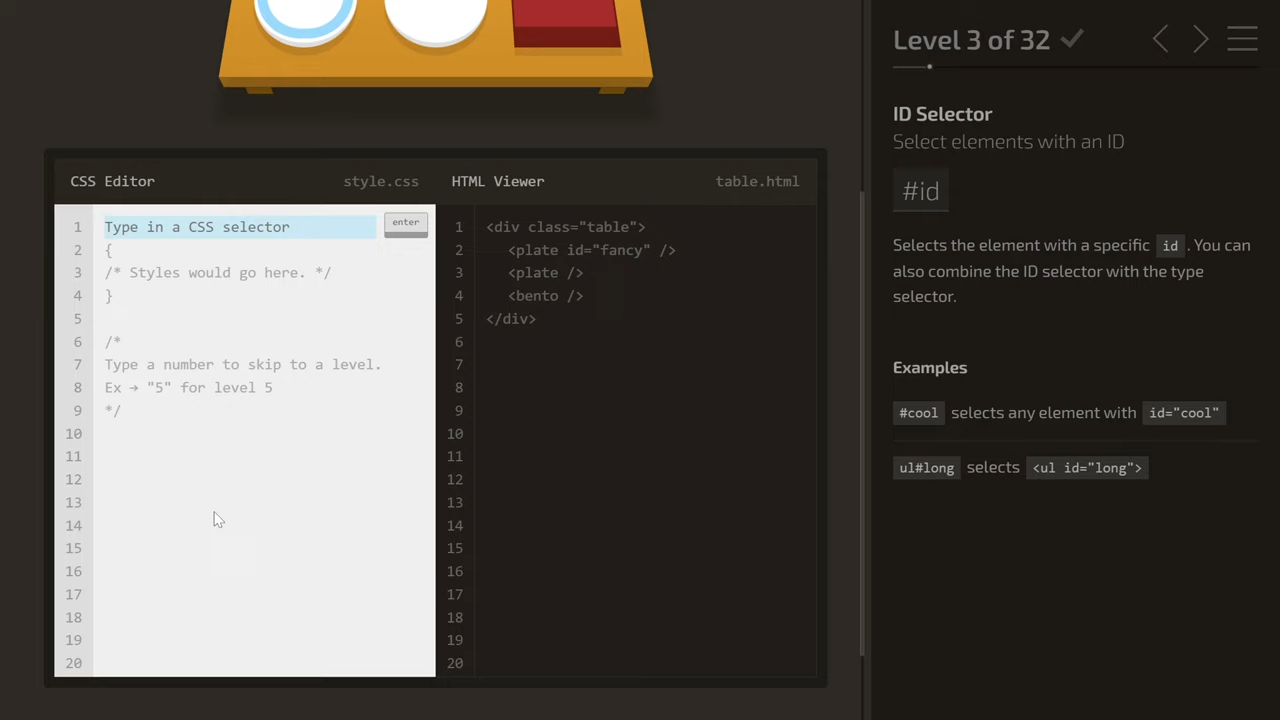 Level 3 of 32
ID Selector
Select elements with an ID
#id
Selects the element with a specific id . You can
also combine the ID selector with the type
selector.
Examples
#cool selects any element with id="cool"
ul#long selects <ul id="long">
CSS Editor style.css
1 Type in a CSS selector enter
2 {
3 /* Styles would go here. */
4 }
5
6 /*
7 Type a number to skip to a level.
8 Ex → "5" for level 5
9 */
10
11
12
13
14
15
16
17
18
19
20
HTML Viewer table.html
1 <div class="table">
2 <plate id="fancy" />
3 <plate />
4 <bento />
5 </div>
6
7
8
9
10
11
12
13
14
15
16
17
18
19
20